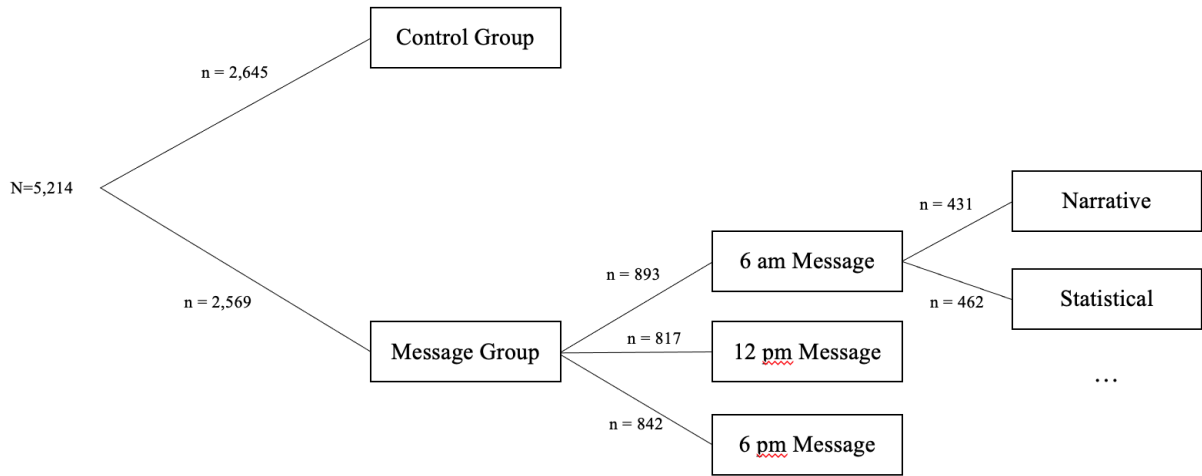 Control Group
n = 2,645
N=5,214
Narrative
n = 431
6 am Message
n = 893
Statistical
n = 462
n = 2,569
n = 817
Message Group
12 pm Message
...
n = 842
6 pm Message